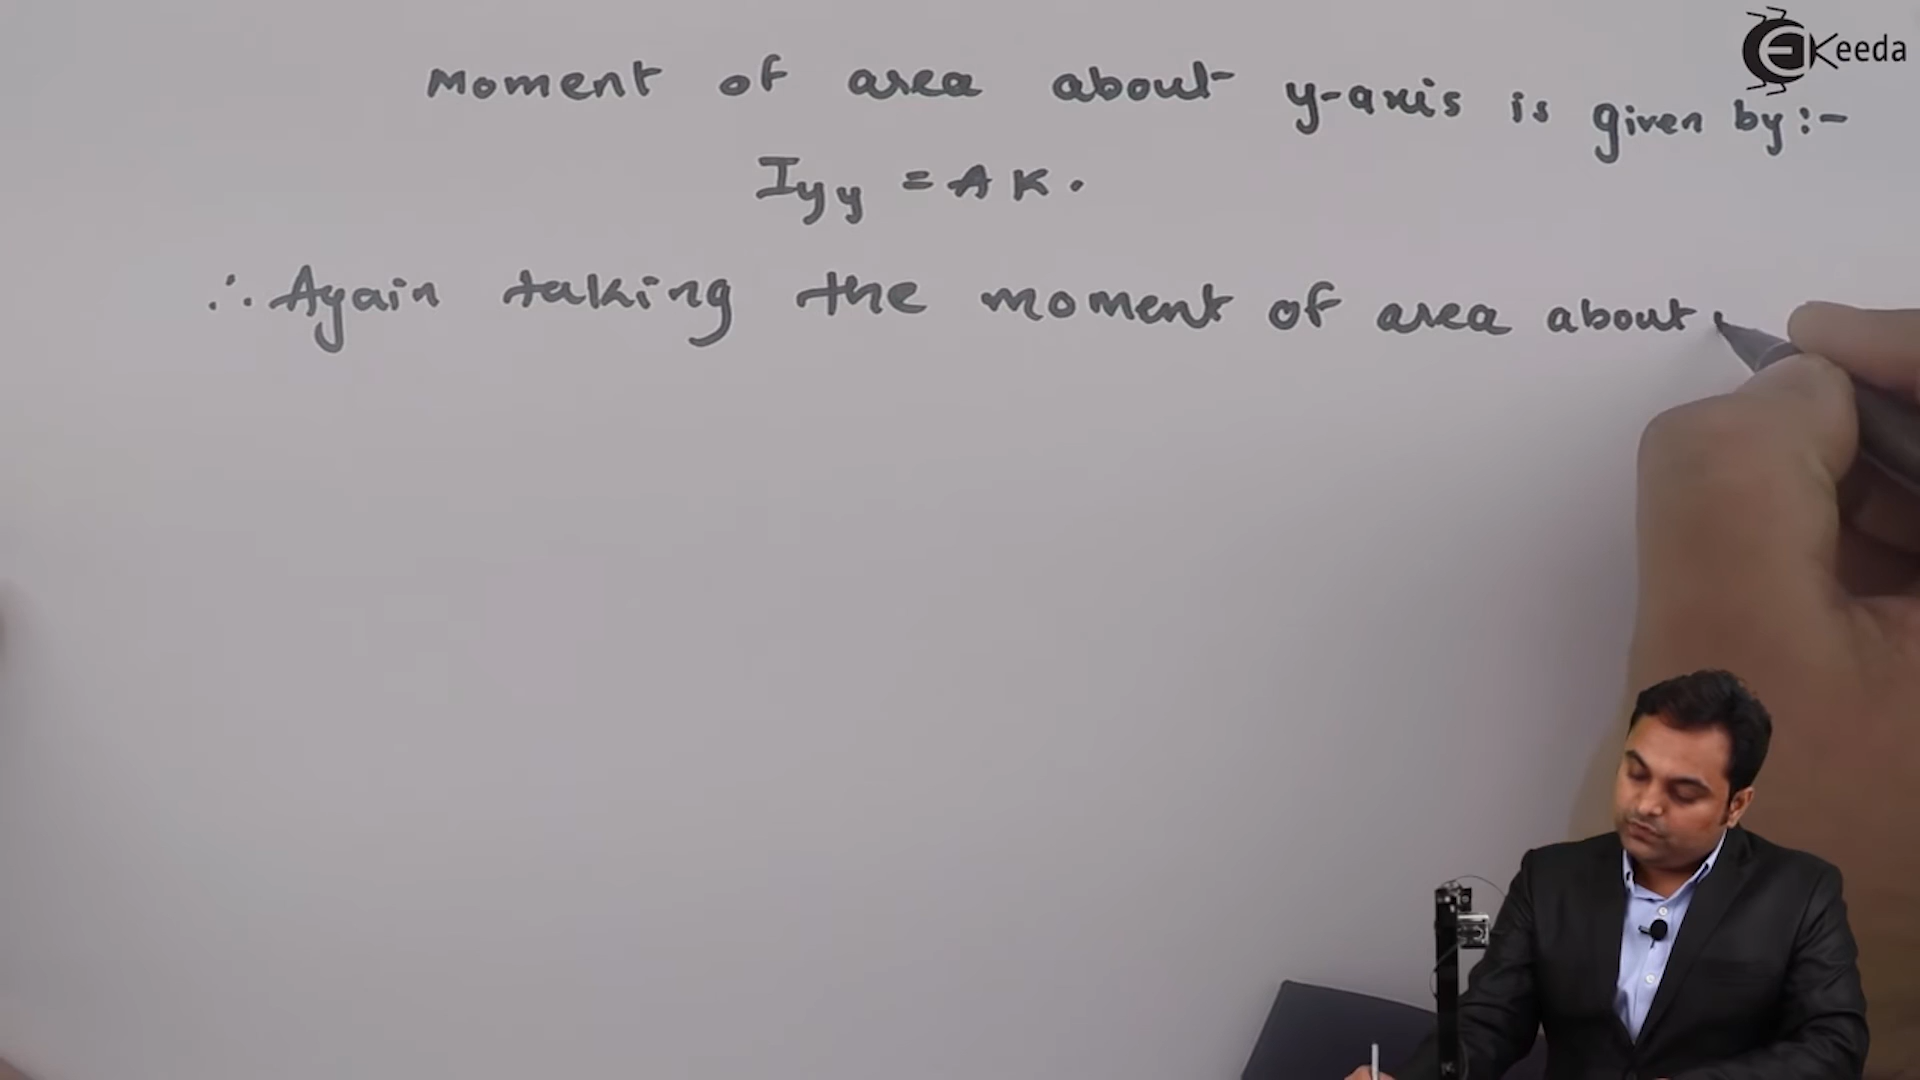 Ekeeda
Moment of area about y-axis is given by:-
Iyy = AK.
∴ Again taking the moment of area about